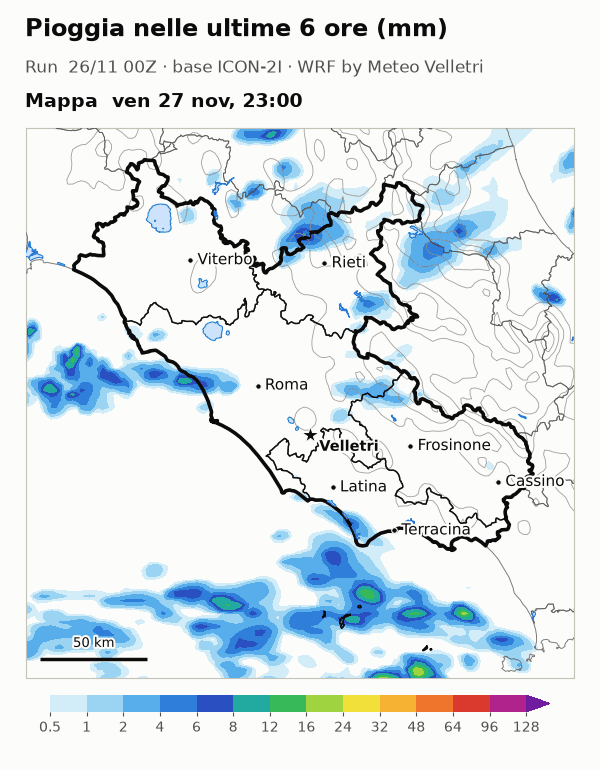 Pioggia nelle ultime 6 ore (mm)
Run  26/11 00Z · base ICON-2I · WRF by Meteo Velletri
Mappa  ven 27 nov, 23:00
Viterbo
Rieti
Roma
Velletri
Frosinone
Cassino
Latina
Terracina
50 km
0.5 1 2 4 6 8 12 16 24 32 48 64 96 128